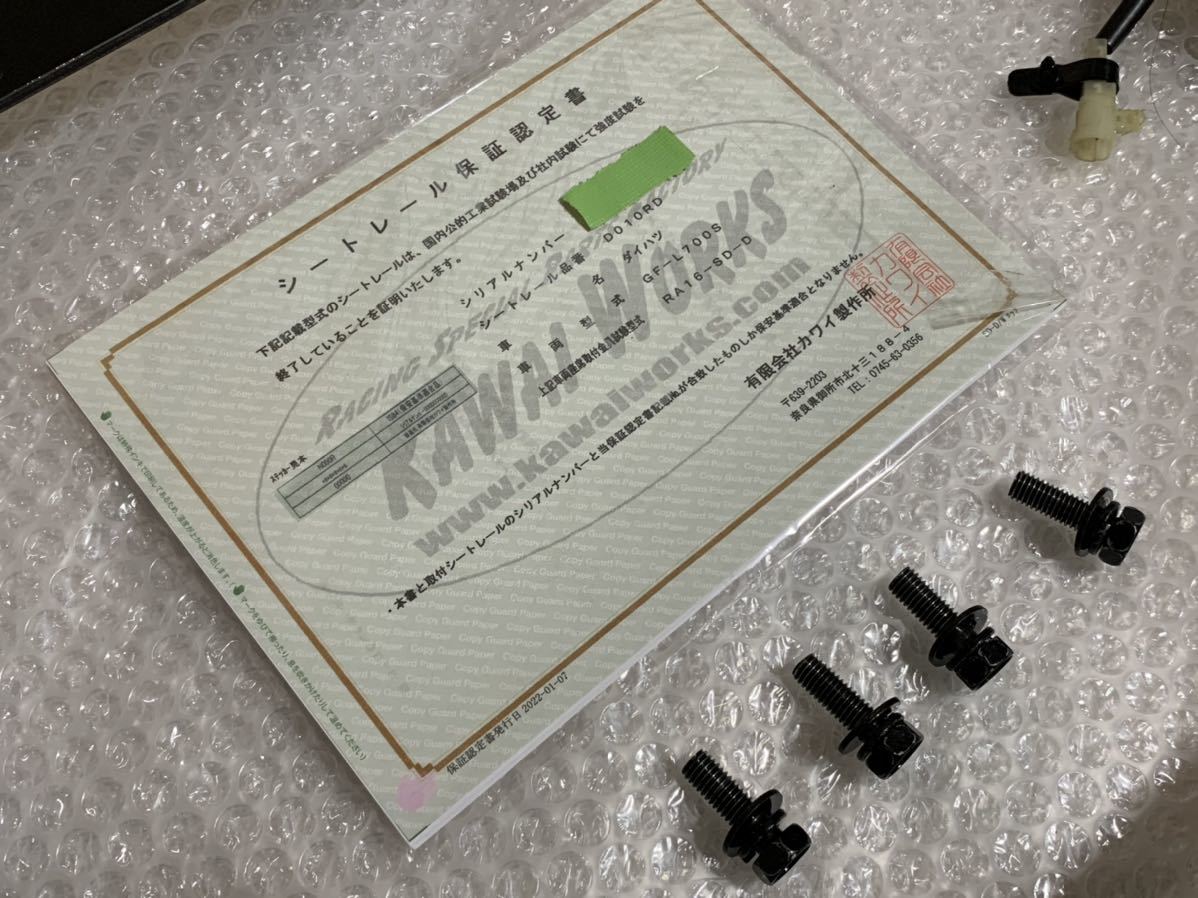 シートレール保証認定書
下記記載型式のシートレールは、国内公的工業試験場及び社内試験にて強度試験を
終了していることを証明いたします。
シリアルナンバー
シートレール品番 D010RD
車名 ダイハツ
車両型式 GF-L700S
上記車両座席取付金具試験型式 RA16-SD-D
RACING SPECIAL PARTS FACTORY
KAWAI WORKS
www.kawaiworks.com
ステッカー見本
・本書と取付シートレールのシリアルナンバーと当保証認定書記載№が合致したものしか保安基準適合となりません。
有限会社カワイ製作所
〒639-2203
奈良県御所市北十三188-4
TEL:0745-63-0356
保証認定書発行日 2022-01-07
Copy Guard Paper